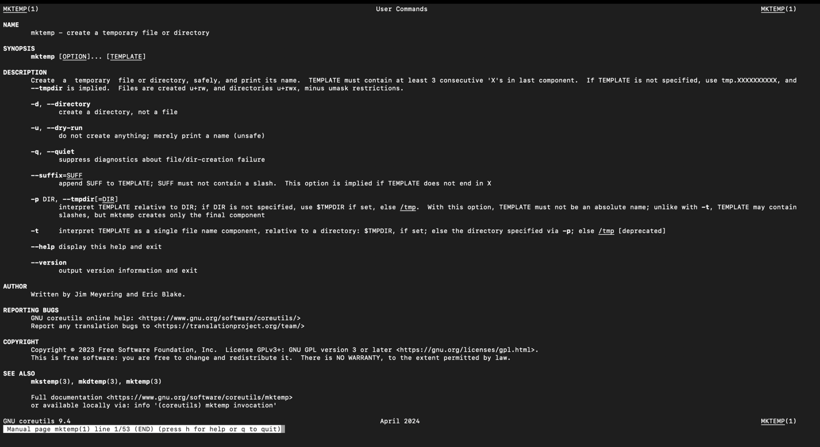 MKTEMP(1) User Commands MKTEMP(1)
NAME
mktemp - create a temporary file or directory
SYNOPSIS
mktemp [OPTION]... [TEMPLATE]
DESCRIPTION
Create a temporary file or directory, safely, and print its name. TEMPLATE must contain at least 3 consecutive 'X's in last component. If TEMPLATE is not specified, use tmp.XXXXXXXXXX, and
--tmpdir is implied. Files are created u+rw, and directories u+rwx, minus umask restrictions.
-d, --directory
create a directory, not a file
-u, --dry-run
do not create anything; merely print a name (unsafe)
-q, --quiet
suppress diagnostics about file/dir-creation failure
--suffix=SUFF
append SUFF to TEMPLATE; SUFF must not contain a slash. This option is implied if TEMPLATE does not end in X
-p DIR, --tmpdir[=DIR]
interpret TEMPLATE relative to DIR; if DIR is not specified, use $TMPDIR if set, else /tmp. With this option, TEMPLATE must not be an absolute name; unlike with -t, TEMPLATE may contain
slashes, but mktemp creates only the final component
-t interpret TEMPLATE as a single file name component, relative to a directory: $TMPDIR, if set; else the directory specified via -p; else /tmp [deprecated]
--help display this help and exit
--version
output version information and exit
AUTHOR
Written by Jim Meyering and Eric Blake.
REPORTING BUGS
GNU coreutils online help: <https://www.gnu.org/software/coreutils/>
Report any translation bugs to <https://translationproject.org/team/>
COPYRIGHT
Copyright © 2023 Free Software Foundation, Inc. License GPLv3+: GNU GPL version 3 or later <https://gnu.org/licenses/gpl.html>.
This is free software: you are free to change and redistribute it. There is NO WARRANTY, to the extent permitted by law.
SEE ALSO
mkstemp(3), mkdtemp(3), mktemp(3)
Full documentation <https://www.gnu.org/software/coreutils/mktemp>
or available locally via: info '(coreutils) mktemp invocation'
GNU coreutils 9.4 April 2024 MKTEMP(1)
Manual page mktemp(1) line 1/53 (END) (press h for help or q to quit)